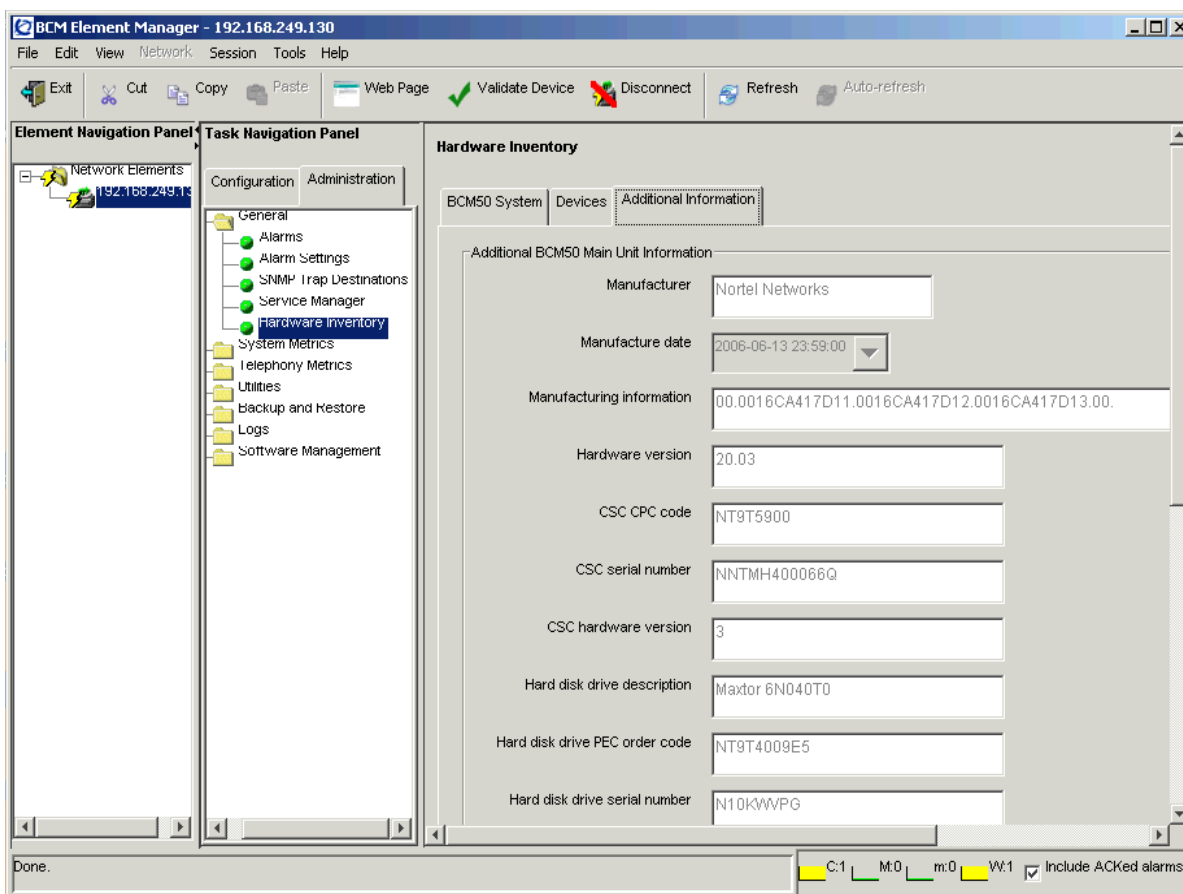 BCM Element Manager - 192.168.249.130
File Edit View Network Session Tools Help
Exit Cut Copy Paste Web Page Validate Device Disconnect Refresh Auto-refresh
Element Navigation Panel
Network Elements
192.168.249.13
Task Navigation Panel
Configuration Administration
General
Alarms
Alarm Settings
SNMP Trap Destinations
Service Manager
Hardware Inventory
System Metrics
Telephony Metrics
Utilities
Backup and Restore
Logs
Software Management
Hardware Inventory
BCM50 System Devices Additional Information
Additional BCM50 Main Unit Information
Manufacturer Nortel Networks
Manufacture date 2006-06-13 23:59:00
Manufacturing information 00.0016CA417D11.0016CA417D12.0016CA417D13.00.
Hardware version 20.03
CSC CPC code NT9T5900
CSC serial number NNTMH400066Q
CSC hardware version 3
Hard disk drive description Maxtor 6N040T0
Hard disk drive PEC order code NT9T4009E5
Hard disk drive serial number N10KWVPG
Done.
C:1 M:0 m:0 W:1 Include ACKed alarms